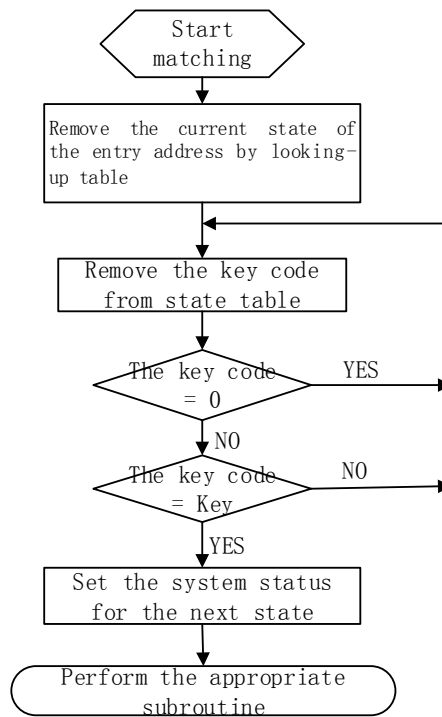 Start
matching
Remove the current state of
the entry address by looking-
up table
Remove the key code
from state table
The key code
= 0
YES
NO
The key code
= Key
NO
YES
Set the system status
for the next state
Perform the appropriate
subroutine